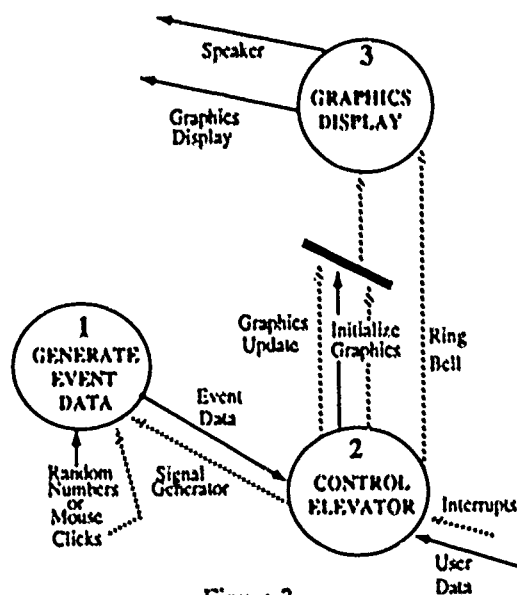 Speaker
3
GRAPHICS
DISPLAY
Graphics
Display
Graphics
Update
Initialize
Graphics
Ring
Bell
1
GENERATE
EVENT
DATA
Event
Data
Signal
Generator
Random
Numbers
or
Mouse
Clicks
2
CONTROL
ELEVATOR
Interrupts
User
Data